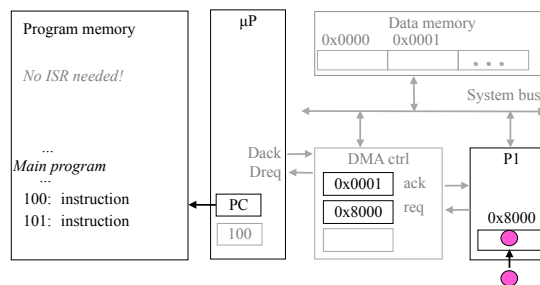 Program memory
No ISR needed!
...
Main program
...
100: instruction
101: instruction
µP
Dack
Dreq
PC
100
Data memory
0x0000 0x0001
...
System bus
DMA ctrl
0x0001
ack
0x8000
req
P1
0x8000